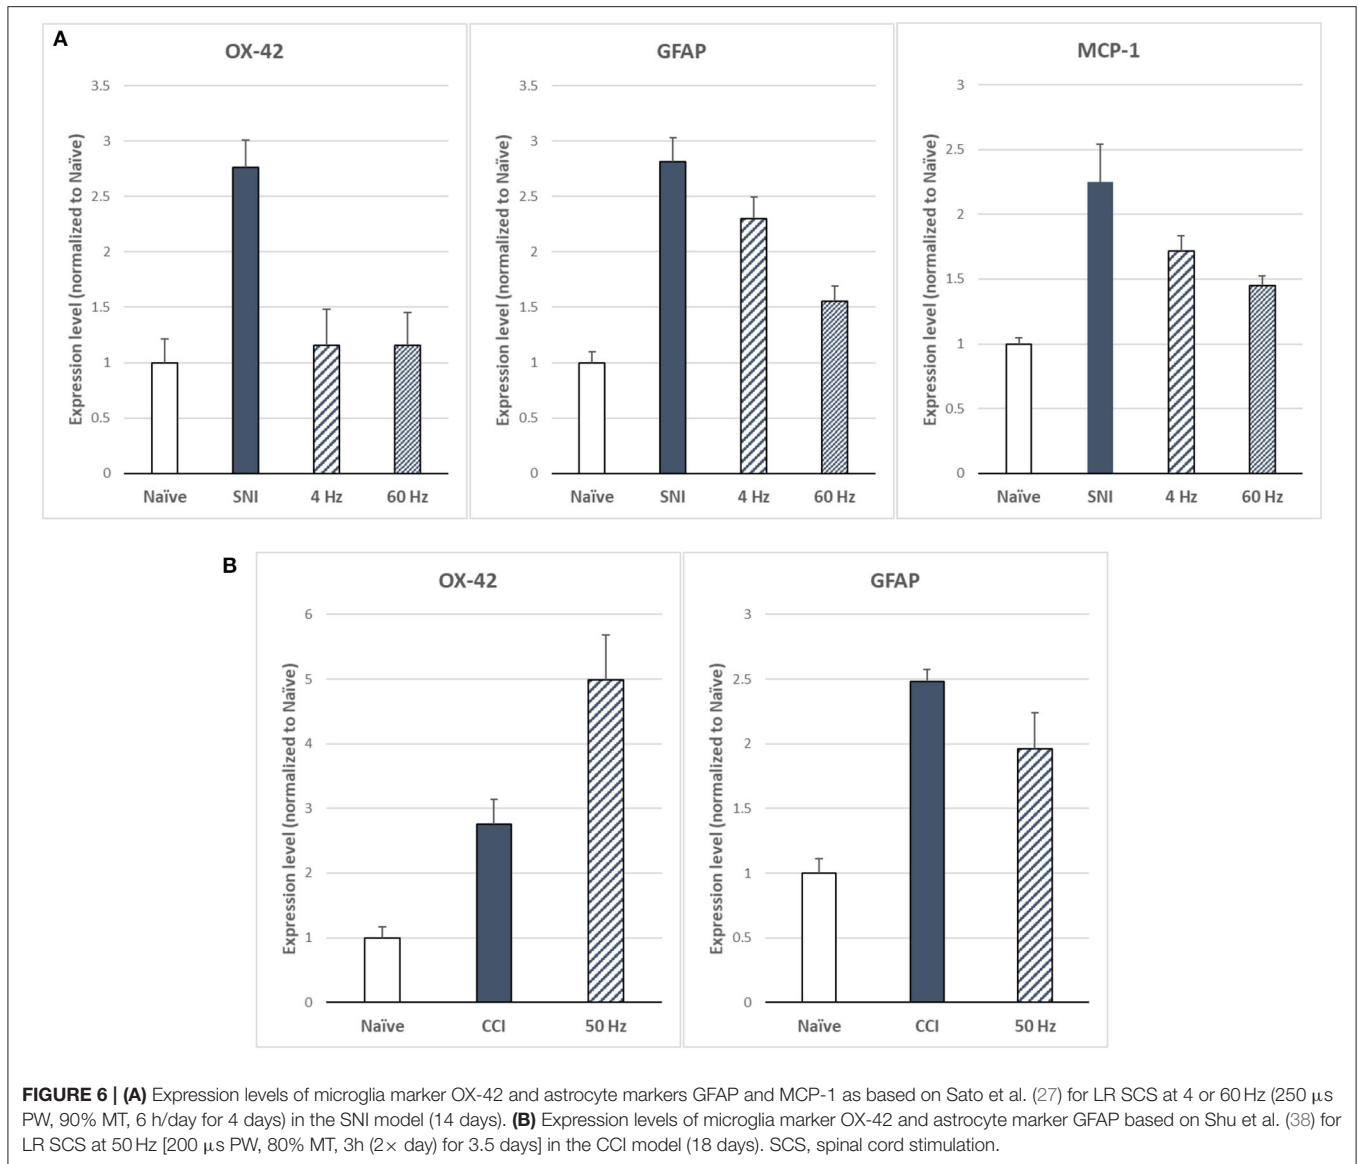 A
OX-42
Expression level (normalized to Naïve)
3.5
3
2.5
2
1.5
1
0.5
0
Naïve SNI 4 Hz 60 Hz
GFAP
Expression level (normalized to Naïve)
3.5
3
2.5
2
1.5
1
0.5
0
Naïve SNI 4 Hz 60 Hz
MCP-1
Expression level (normalized to Naïve)
3
2.5
2
1.5
1
0.5
0
Naïve SNI 4 Hz 60 Hz
B
OX-42
Expression level (normalized to Naïve)
6
5
4
3
2
1
0
Naïve CCI 50 Hz
GFAP
Expression level (normalized to Naïve)
3
2.5
2
1.5
1
0.5
0
Naïve CCI 50 Hz
FIGURE 6 | (A) Expression levels of microglia marker OX-42 and astrocyte markers GFAP and MCP-1 as based on Sato et al. (27) for LR SCS at 4 or 60 Hz (250 μs
PW, 90% MT, 6 h/day for 4 days) in the SNI model (14 days). (B) Expression levels of microglia marker OX-42 and astrocyte marker GFAP based on Shu et al. (38) for
LR SCS at 50 Hz [200 μs PW, 80% MT, 3h (2× day) for 3.5 days] in the CCI model (18 days). SCS, spinal cord stimulation.